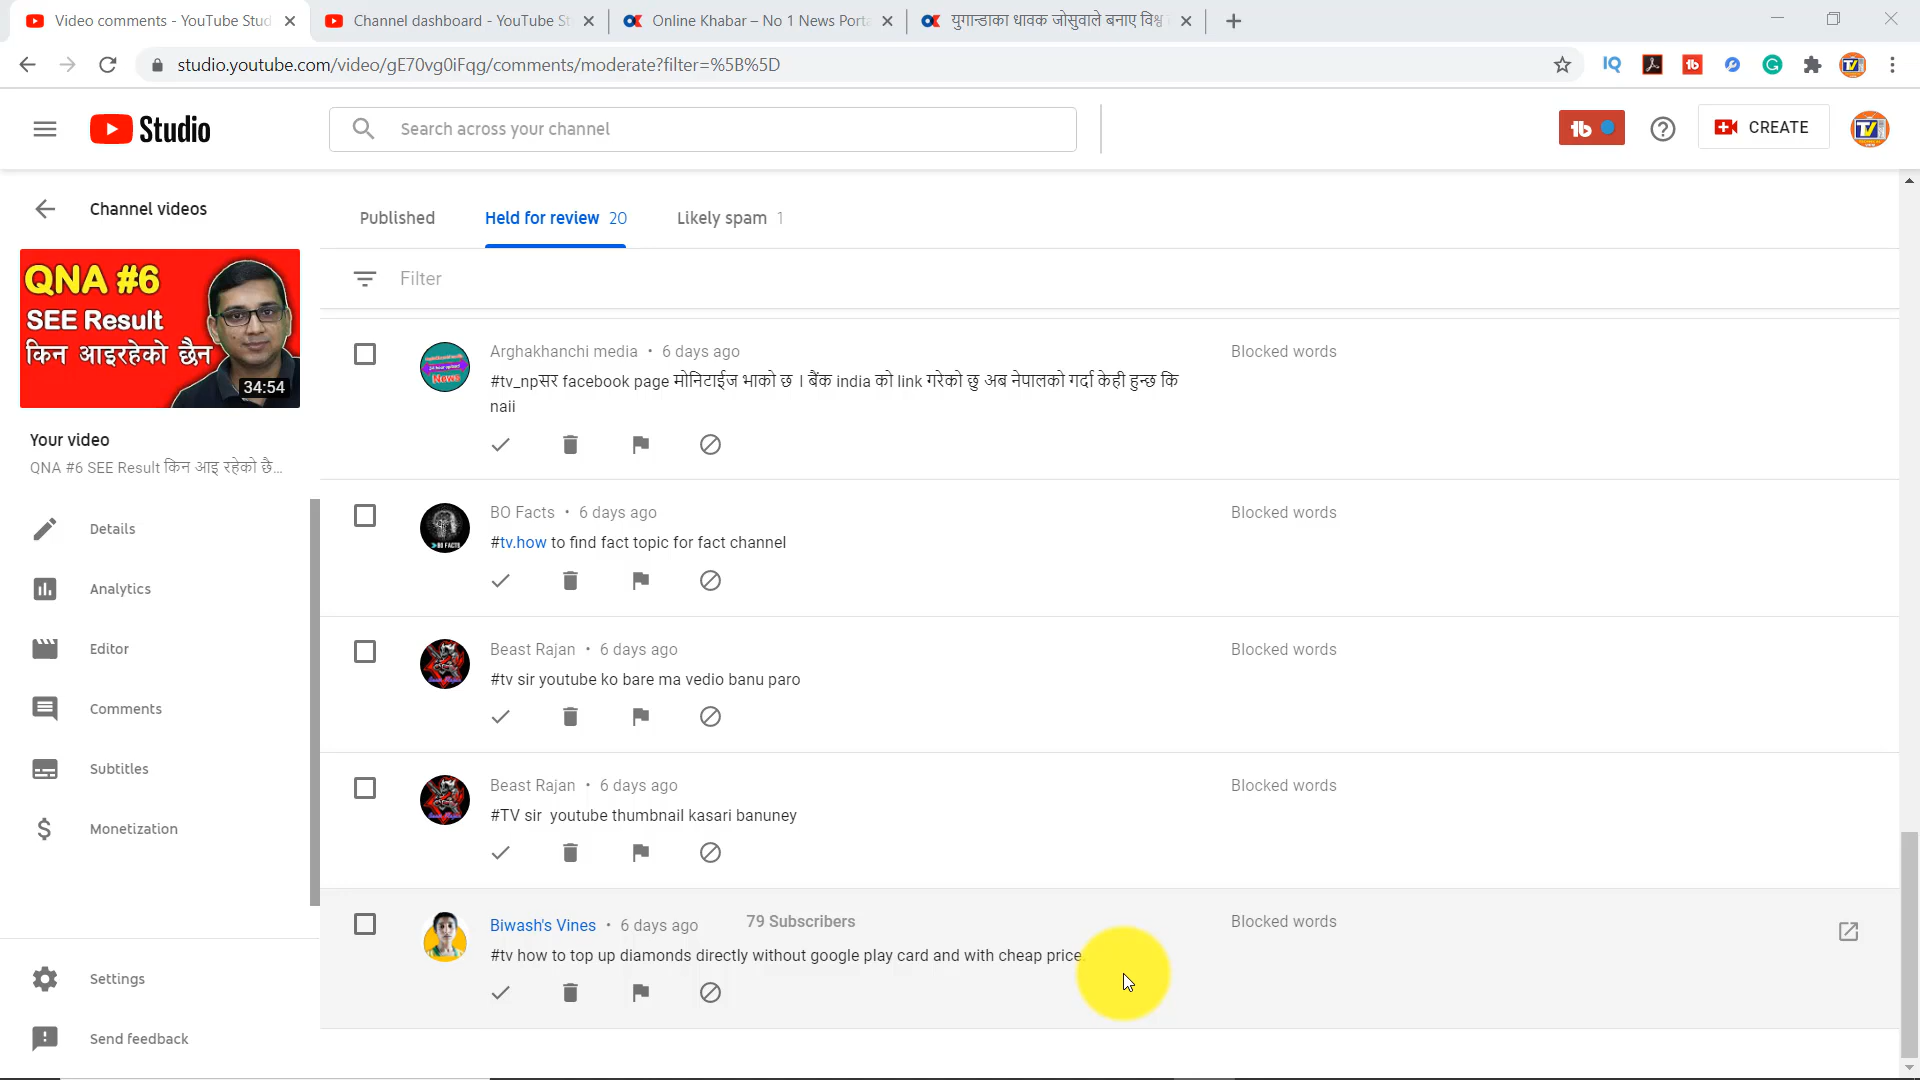 Video comments - YouTube Stud
Channel dashboard - YouTube St
Online Khabar – No 1 News Porta
युगान्डाका धावक जोसुवाले बनाए विश्व
studio.youtube.com/video/gE70vg0iFqg/comments/moderate?filter=%5B%5D
Studio
Search across your channel
CREATE
Channel videos
Published
Held for review 20
Likely spam 1
Filter
QNA #6
SEE Result
किन आइरहेको छैन
34:54
Your video
QNA #6 SEE Result किन आइ रहेको छै...
Details
Analytics
Editor
Comments
Subtitles
Monetization
Settings
Send feedback
Arghakhanchi media • 6 days ago
Blocked words
#tv_npसर facebook page मोनिटाईज भाको छ । बैंक india को link गरेको छु अब नेपालको गर्दा केही हुन्छ कि
naii
BO Facts • 6 days ago
Blocked words
#tv.how to find fact topic for fact channel
Beast Rajan • 6 days ago
Blocked words
#tv sir youtube ko bare ma vedio banu paro
Beast Rajan • 6 days ago
Blocked words
#TV sir youtube thumbnail kasari banuney
Biwash's Vines • 6 days ago
79 Subscribers
Blocked words
#tv how to top up diamonds directly without google play card and with cheap price.